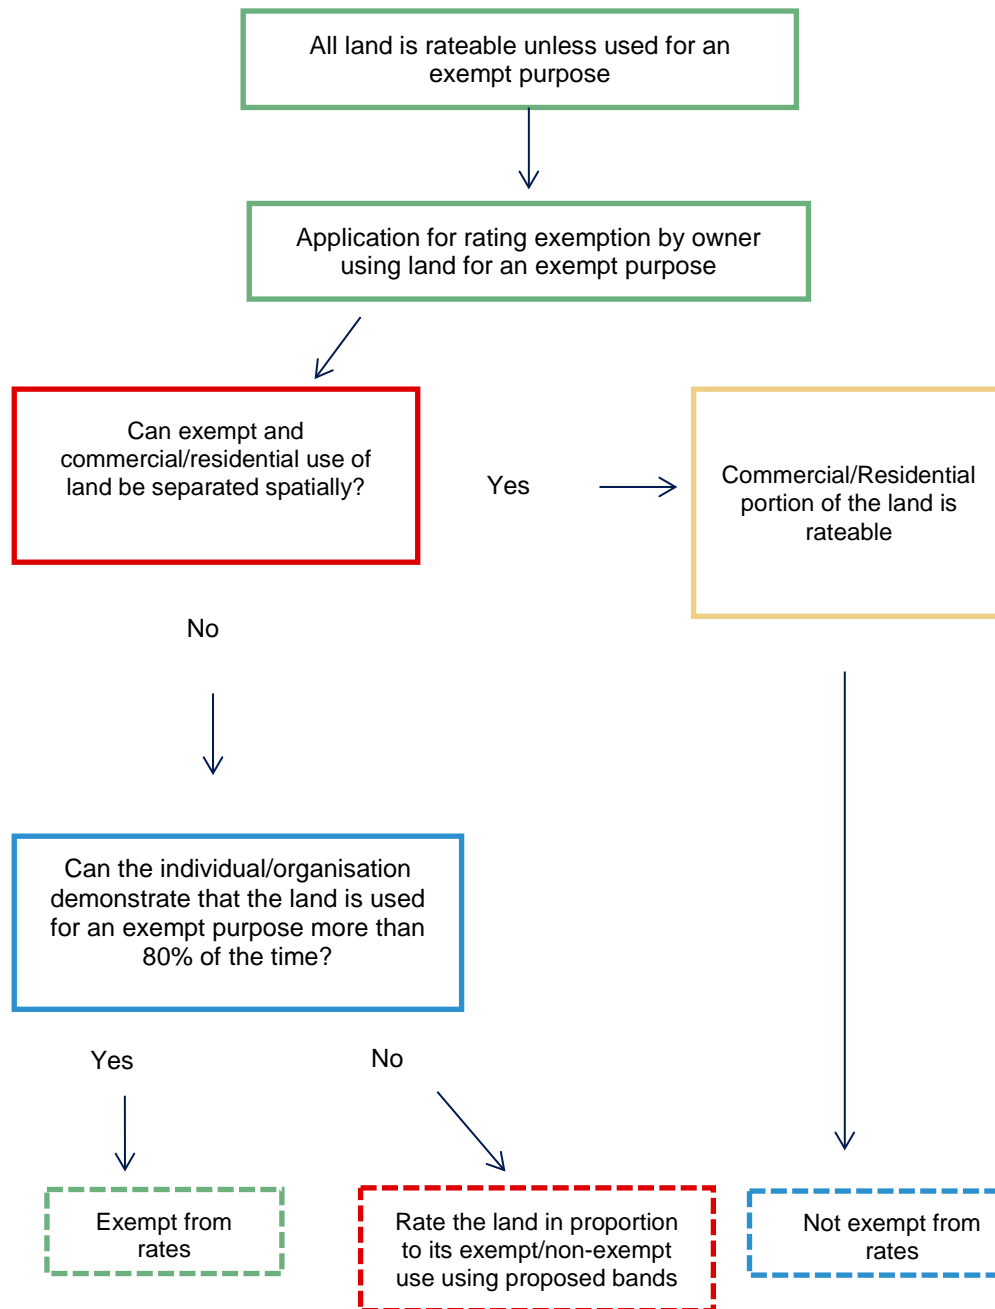 All land is rateable unless used for an
exempt purpose
Application for rating exemption by owner
using land for an exempt purpose
Can exempt and
commercial/residential use of
land be separated spatially?
Yes
Commercial/Residential
portion of the land is
rateable
No
Can the individual/organisation
demonstrate that the land is used
for an exempt purpose more than
80% of the time?
Yes
No
Exempt from
rates
Rate the land in proportion
to its exempt/non-exempt
use using proposed bands
Not exempt from
rates